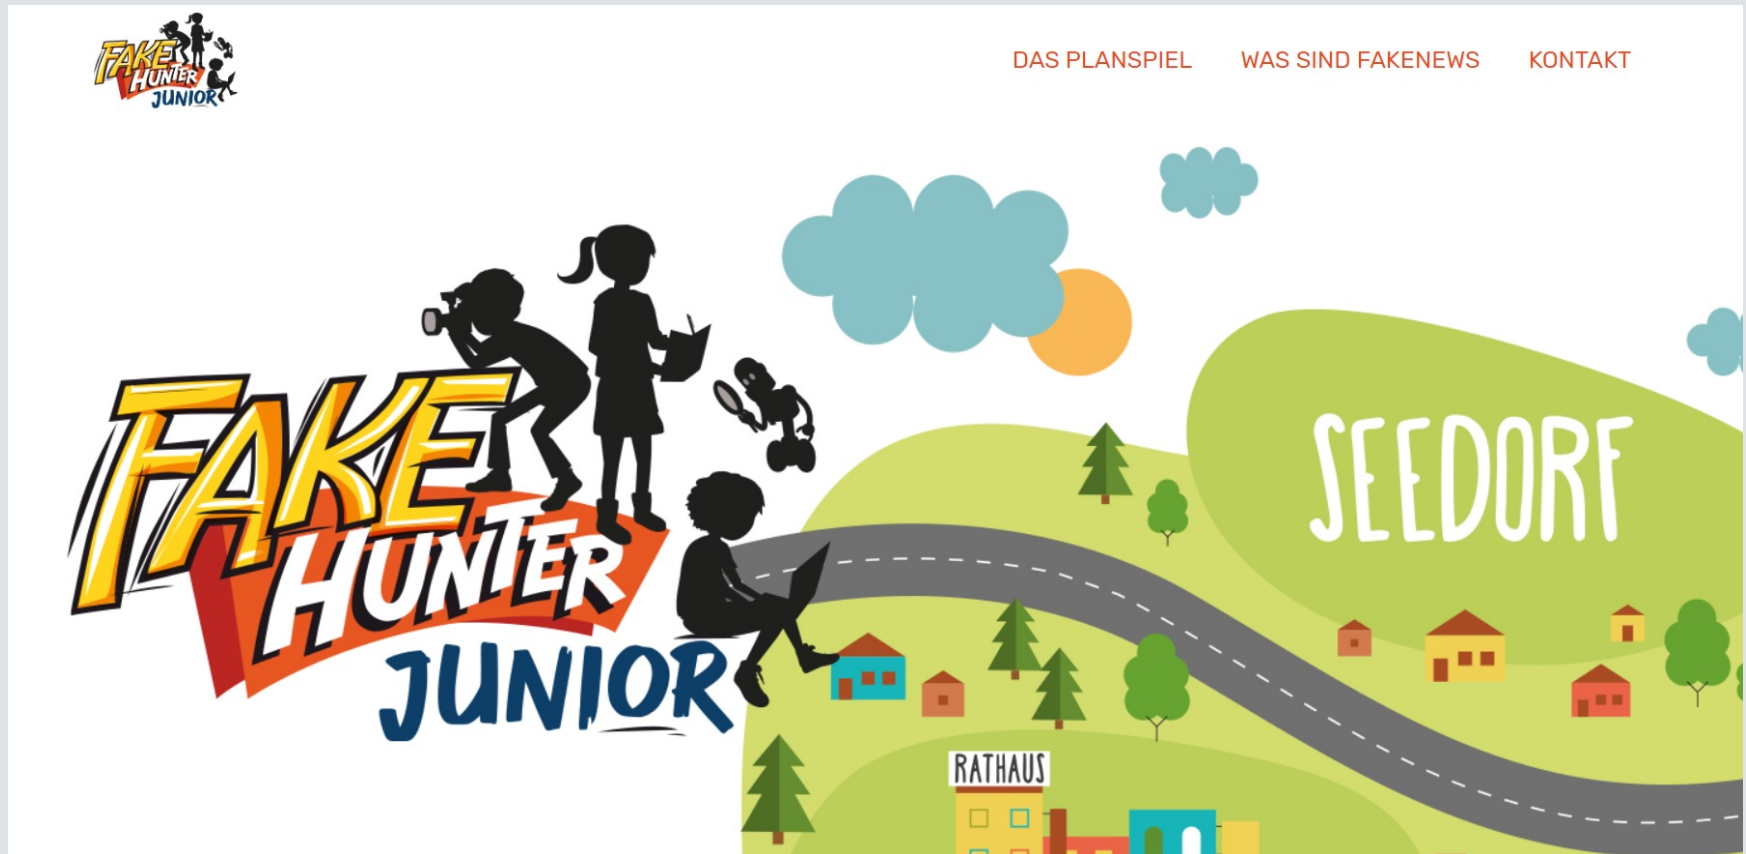 FAKE
HUNTER
JUNIOR
DAS PLANSPIEL WAS SIND FAKENEWS KONTAKT
FAKE
HUNTER
JUNIOR
SEEDORF
RATHAUS